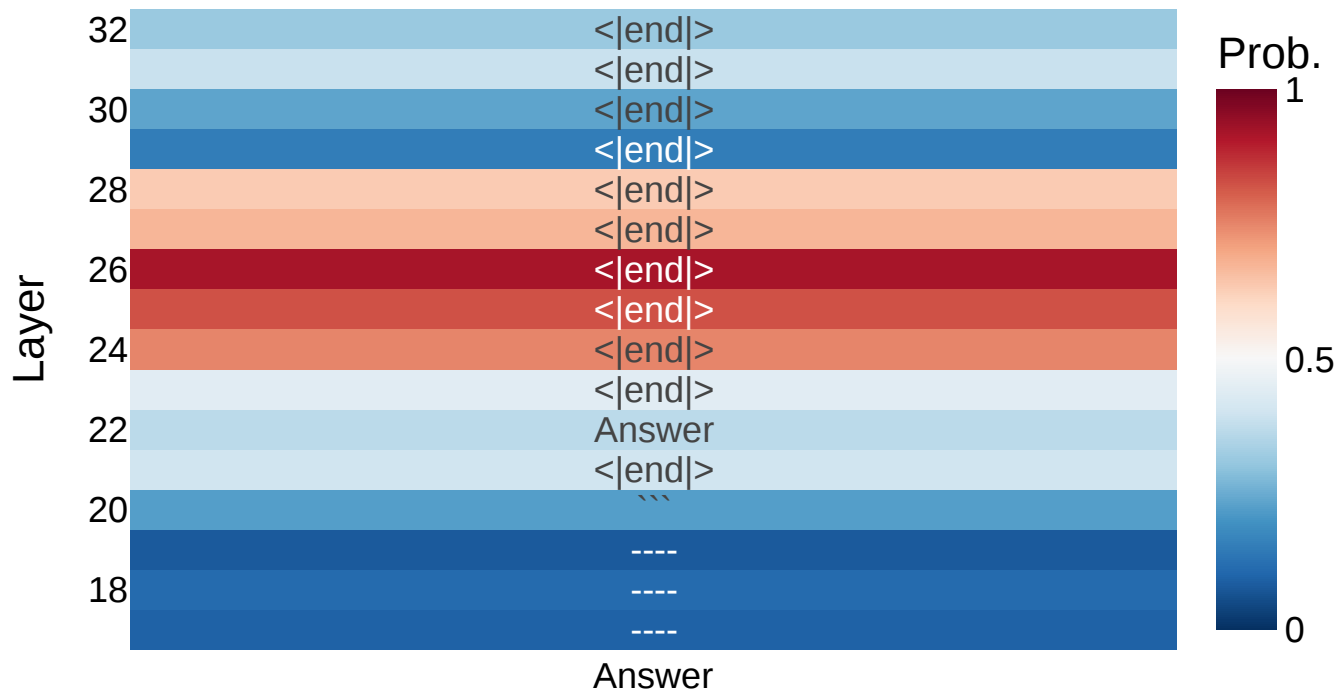 Prob.
32 <|end|>
<|end|>
30 <|end|>
<|end|>
28 <|end|>
<|end|>
26 <|end|>
<|end|>
24 <|end|>
<|end|>
22 Answer
<|end|>
20 ```
----
18 ----
----
Answer
Layer
1
0.5
0